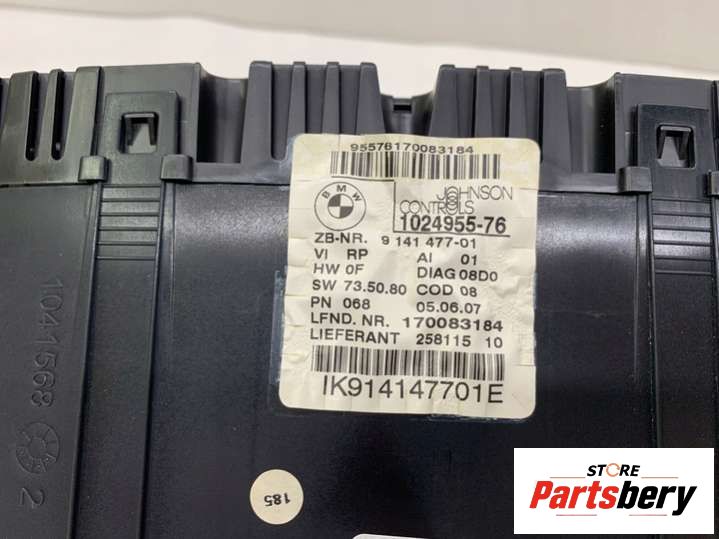 95576170083184
BMW
JOHNSON
CONTROLS
1024955-76
ZB-NR. 9 141 477-01
VI RP AI 01
HW 0F DIAG 08D0
SW 73.50.80 COD 08
PN 068 05.06.07
LFND. NR. 170083184
LIEFERANT 258115 10
IK914147701E
1041568 2
185
STORE
Partsbery